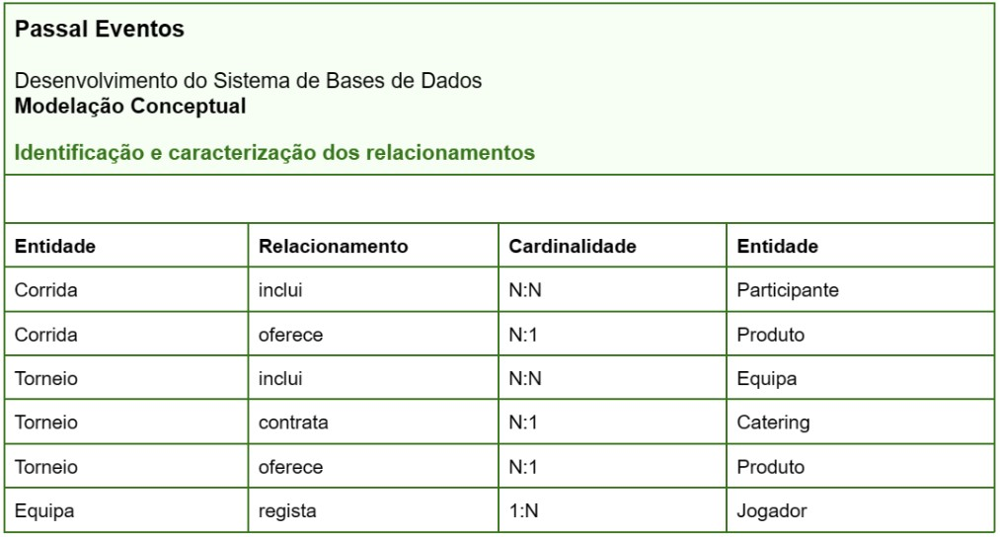 Passal Eventos
Desenvolvimento do Sistema de Bases de Dados
Modelação Conceptual
Identificação e caracterização dos relacionamentos
Entidade Relacionamento Cardinalidade Entidade
Corrida inclui N:N Participante
Corrida oferece N:1 Produto
Torneio inclui N:N Equipa
Torneio contrata N:1 Catering
Torneio oferece N:1 Produto
Equipa regista 1:N Jogador